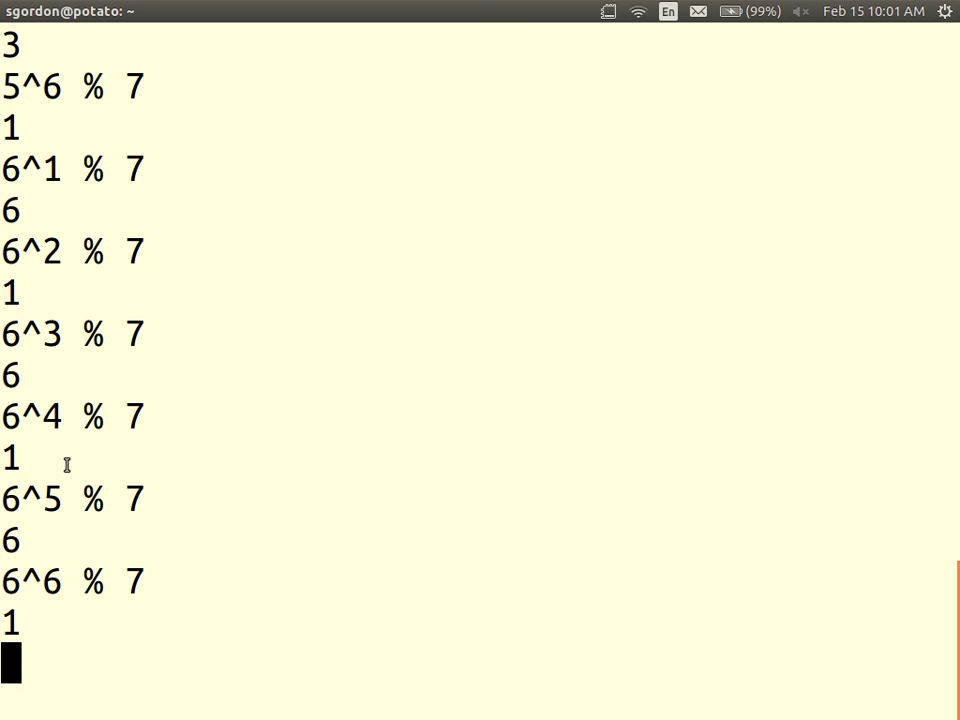 sgordon@potato: ~
En
(99%)
Feb 15 10:01 AM
3
5^6 % 7
1
6^1 % 7
6
6^2 % 7
1
6^3 % 7
6
6^4 % 7
1
6^5 % 7
6
6^6 % 7
1